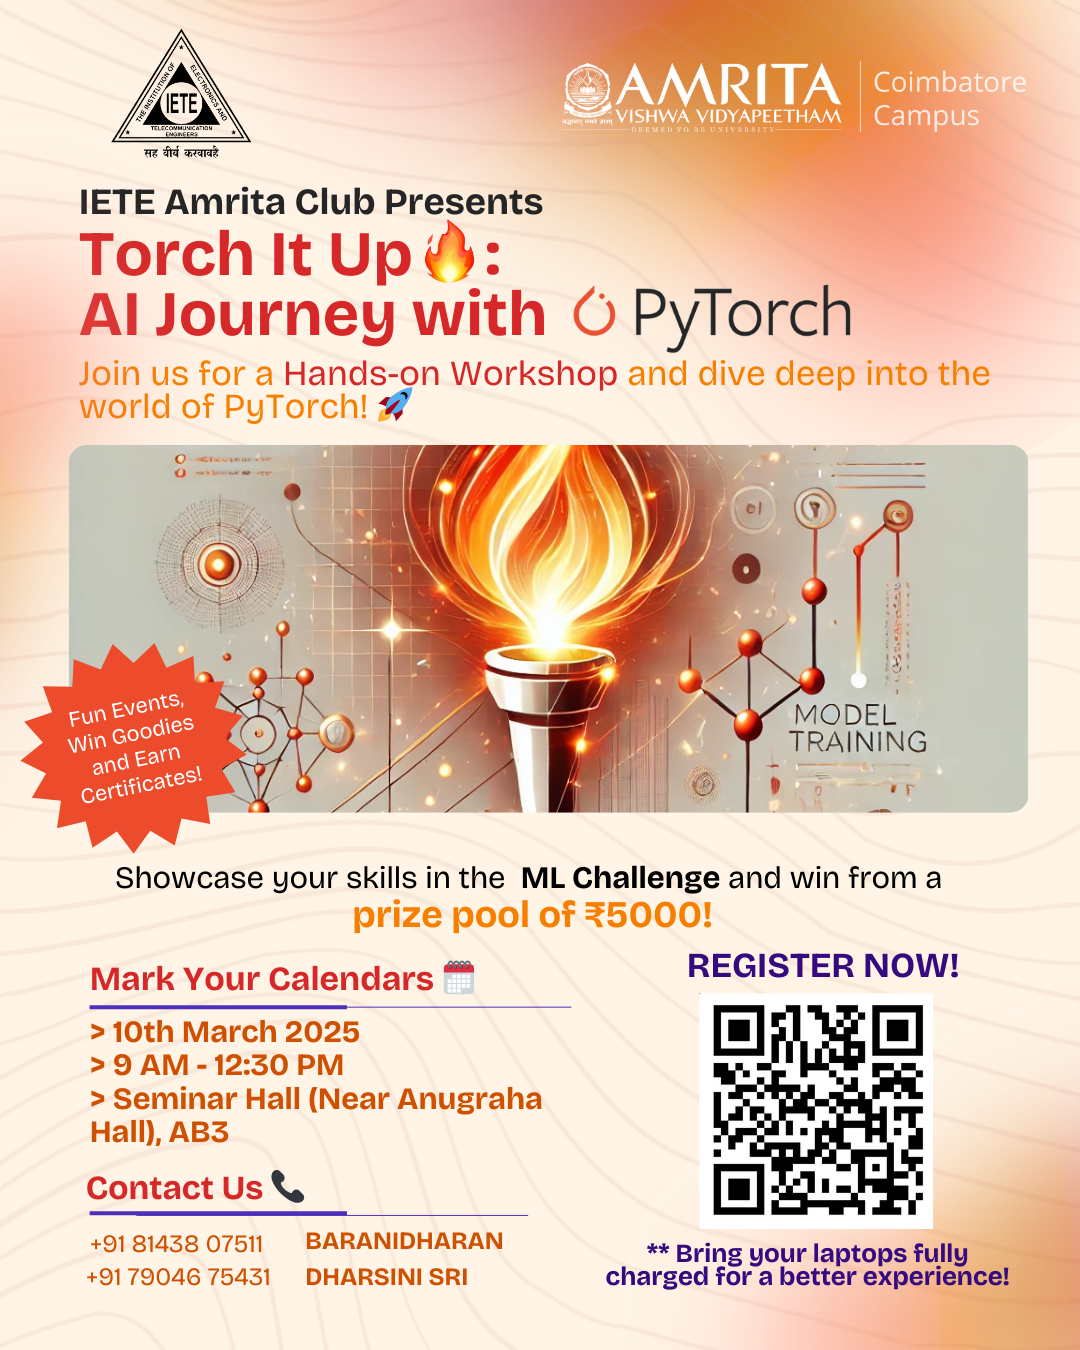 THE INSTITUTION OF
ELECTRONICS AND
IETE
TELECOMMUNICATION
ENGINEERS
सह वीर्य करवावहै
AMRITA
VISHWA VIDYAPEETHAM
DEEMED TO BE UNIVERSITY
Coimbatore
Campus
IETE Amrita Club Presents
Torch It Up🔥:
AI Journey with PyTorch
Join us for a Hands-on Workshop and dive deep into the
world of PyTorch! 🚀
MODEL
TRAINING
Fun Events,
Win Goodies
and Earn
Certificates!
Showcase your skills in the ML Challenge and win from a
prize pool of ₹5000!
Mark Your Calendars 🗓️
> 10th March 2025
> 9 AM - 12:30 PM
> Seminar Hall (Near Anugraha
Hall), AB3
Contact Us 📞
+91 81438 07511 BARANIDHARAN
+91 79046 75431 DHARSINI SRI
REGISTER NOW!
** Bring your laptops fully
charged for a better experience!